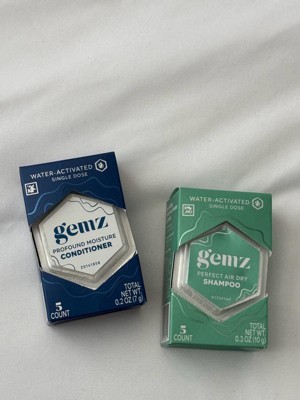 WATER-ACTIVATED
SINGLE DOSE
gemz
PROFOUND MOISTURE
CONDITIONER
5
COUNT
TOTAL
NET WT.
0.2 OZ (7 g)
WATER-ACTIVATED
SINGLE DOSE
gemz
PERFECT AIR DRY
SHAMPOO
5
COUNT
TOTAL
NET WT.
0.3 OZ (10 g)